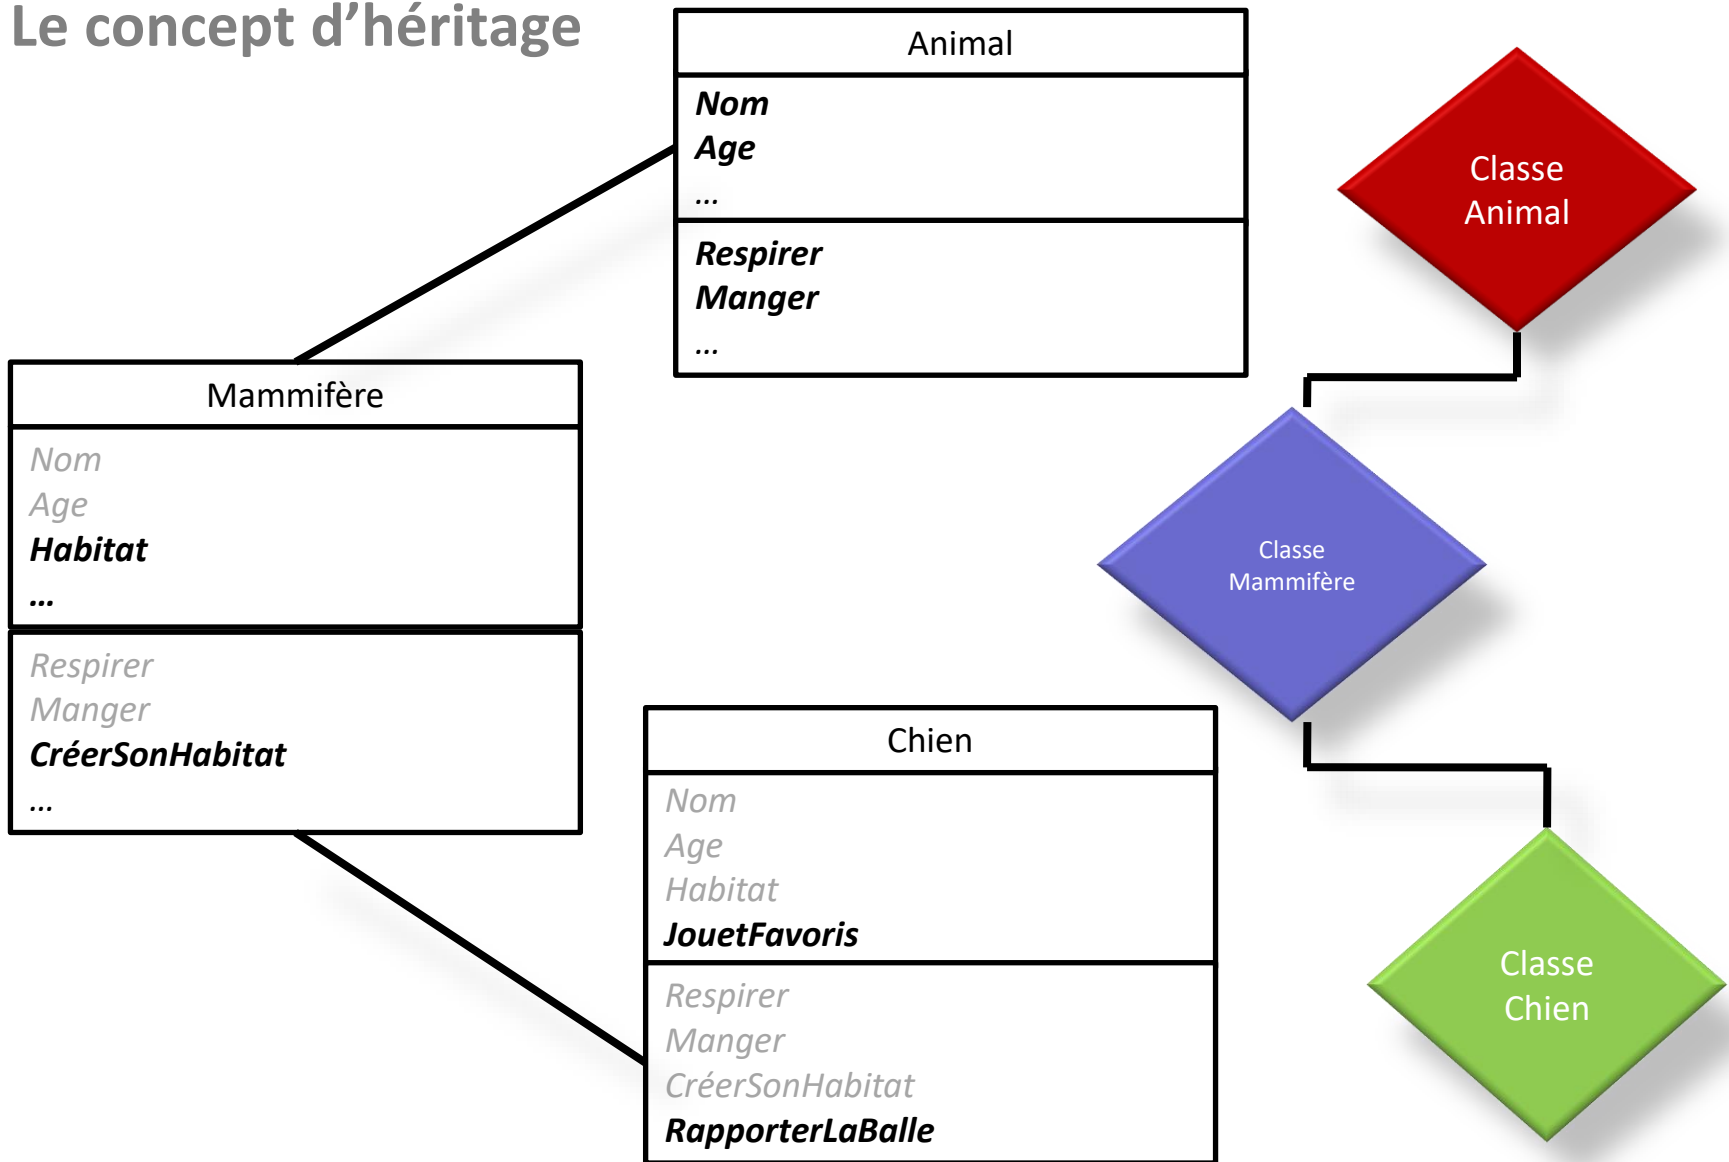 Le concept d’héritage
Animal
Nom
Age
...
Respirer
Manger
...
Mammifère
Nom
Age
Habitat
...
Respirer
Manger
CréerSonHabitat
...
Chien
Nom
Age
Habitat
JouetFavoris
Respirer
Manger
CréerSonHabitat
RapporterLaBalle
Classe
Animal
Classe
Mammifère
Classe
Chien